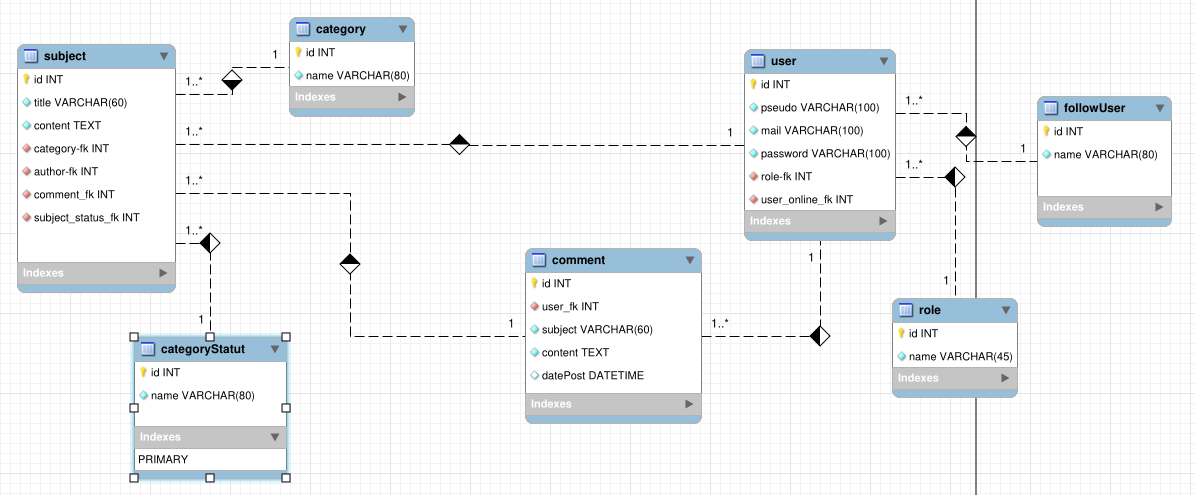 subject
id INT
title VARCHAR(60)
content TEXT
category-fk INT
author-fk INT
comment_fk INT
subject_status_fk INT
Indexes
category
id INT
name VARCHAR(80)
Indexes
1..*
1
1..*
1
1..*
1
1..*
1
categoryStatut
id INT
name VARCHAR(80)
Indexes
PRIMARY
comment
id INT
user_fk INT
subject VARCHAR(60)
content TEXT
datePost DATETIME
Indexes
1..*
1
user
id INT
pseudo VARCHAR(100)
mail VARCHAR(100)
password VARCHAR(100)
role-fk INT
user_online_fk INT
Indexes
1..*
1
1..*
1
followUser
id INT
name VARCHAR(80)
Indexes
role
id INT
name VARCHAR(45)
Indexes